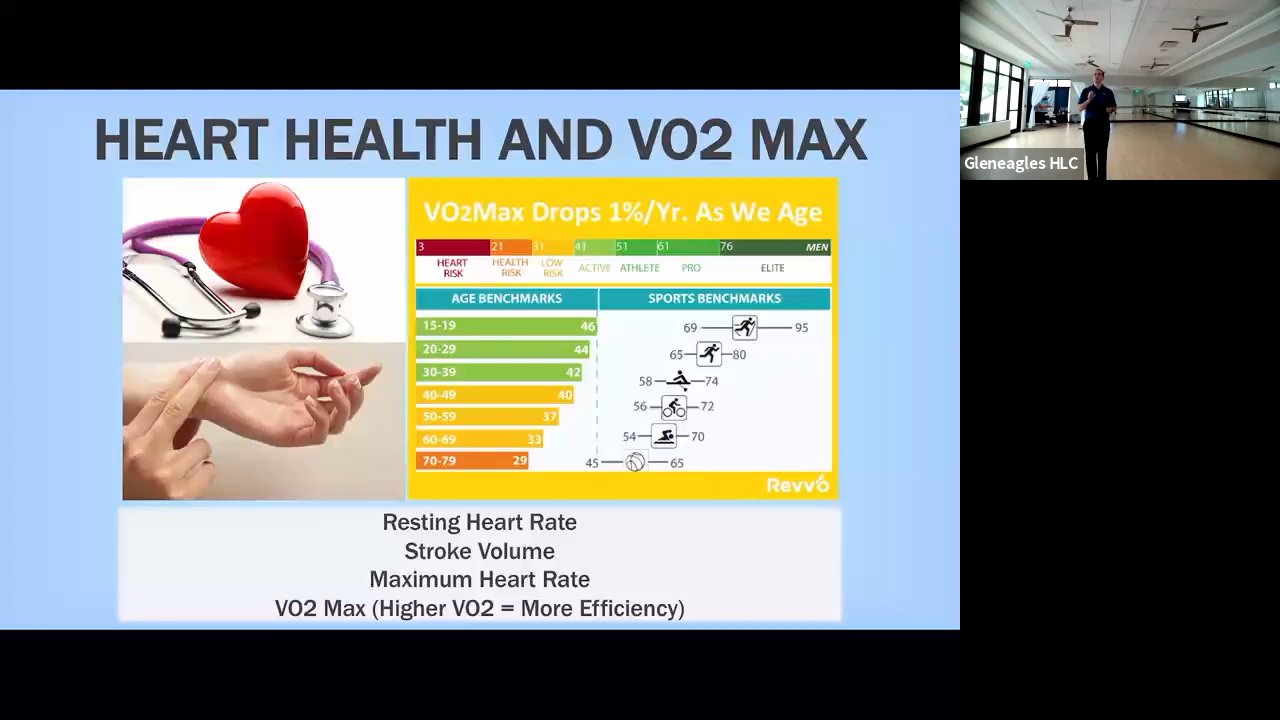 HEART HEALTH AND VO2 MAX
VO2Max Drops 1%/Yr. As We Age
3 21 31 41 51 61 76 MEN
HEART RISK HEALTH RISK LOW RISK ACTIVE ATHLETE PRO ELITE
AGE BENCHMARKS SPORTS BENCHMARKS
15-19 46 69 95
20-29 44 65 80
30-39 42 58 74
40-49 40 56 72
50-59 37 54 70
60-69 33
70-79 29 45 65
Revvo
Resting Heart Rate
Stroke Volume
Maximum Heart Rate
VO2 Max (Higher VO2 = More Efficiency)
Gleneagles HLC